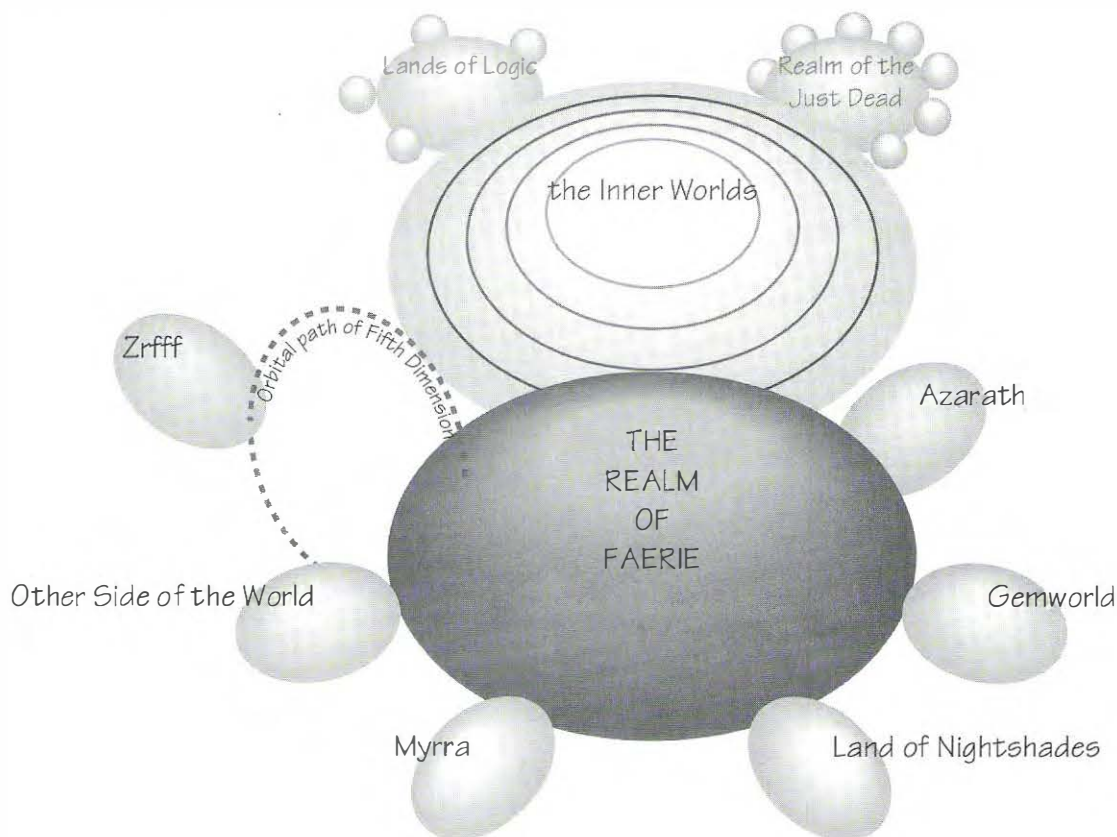 Lands of Logic
Realm of the
Just Dead
the Inner Worlds
Zrfff
Orbital path of Fifth Dimension
Azarath
THE
REALM
OF
FAERIE
Other Side of the World
Gemworld
Myrra
Land of Nightshades